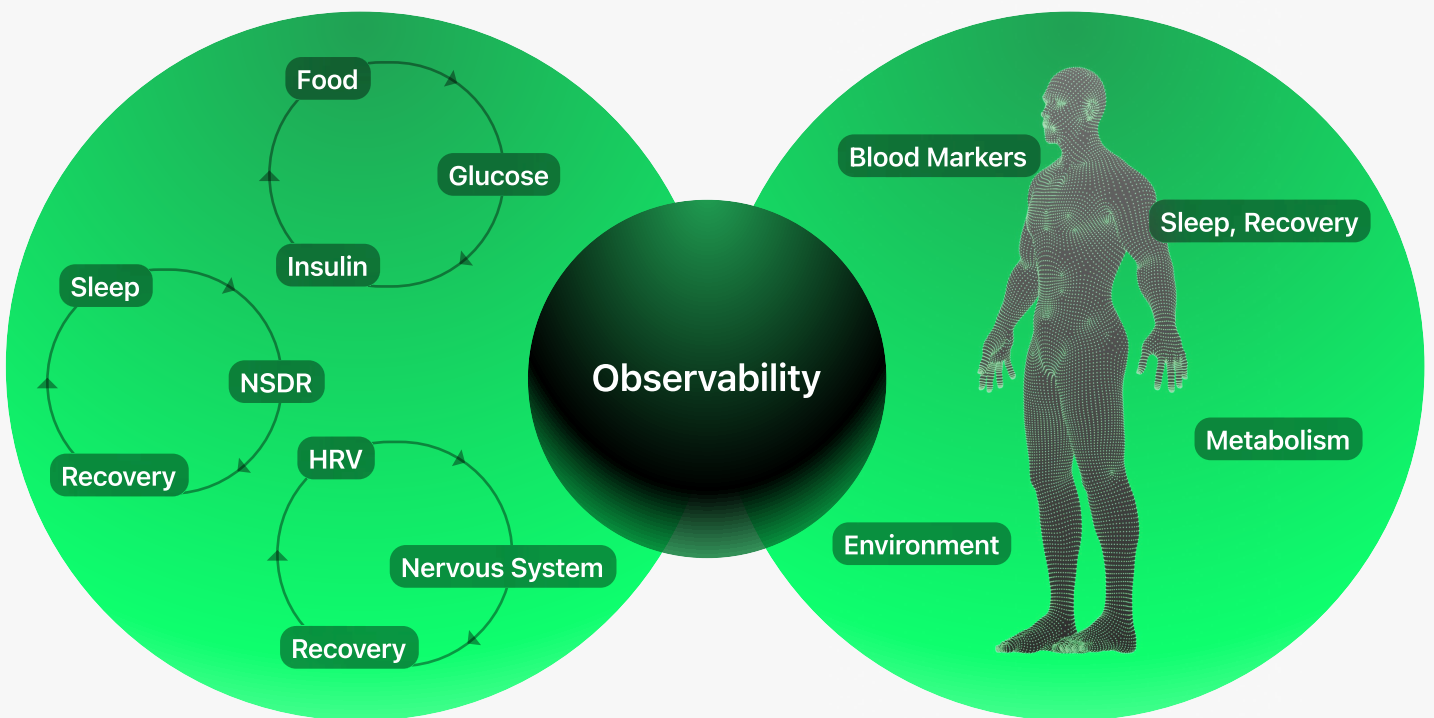 Food
Glucose
Insulin
Sleep
NSDR
Recovery
HRV
Nervous System
Recovery
Observability
Blood Markers
Sleep, Recovery
Metabolism
Environment